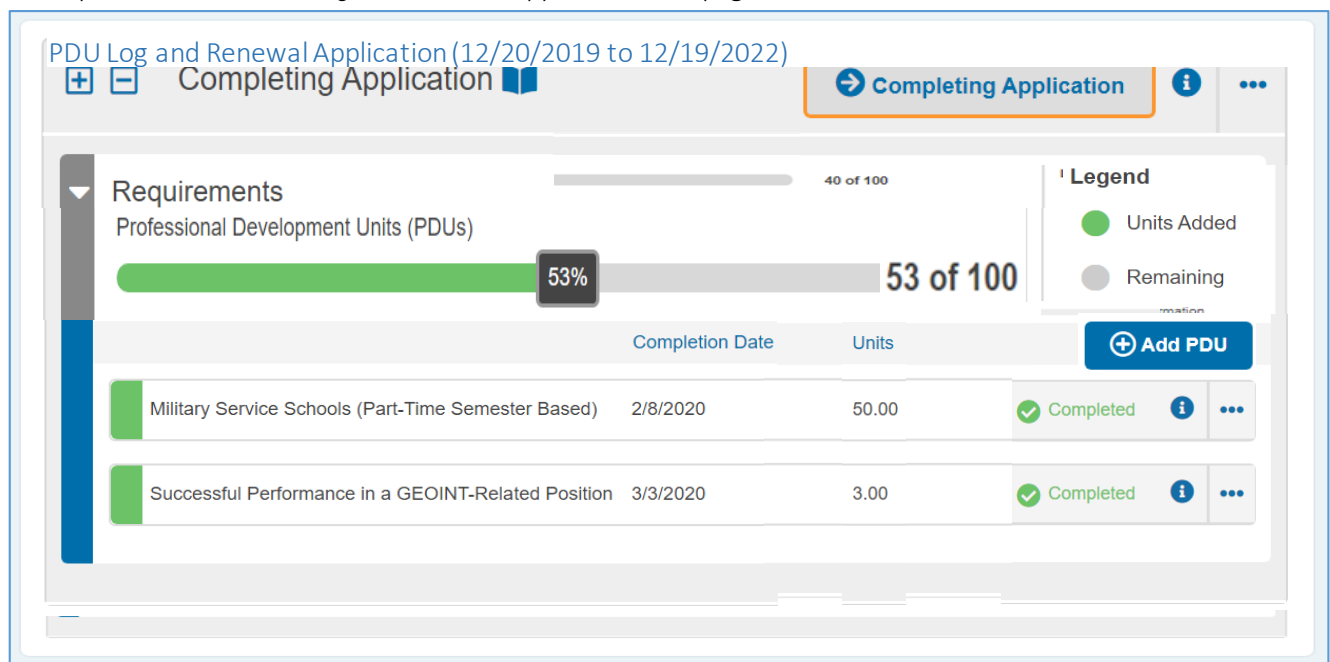 PDU Log and Renewal Application (12/20/2019 to 12/19/2022)
Completing Application
Completing Application
Requirements
40 of 100
Legend
Professional Development Units (PDUs)
Units Added
53%
53 of 100
Remaining
Completion Date Units
Add PDU
Military Service Schools (Part-Time Semester Based) 2/8/2020 50.00 Completed
Successful Performance in a GEOINT-Related Position 3/3/2020 3.00 Completed